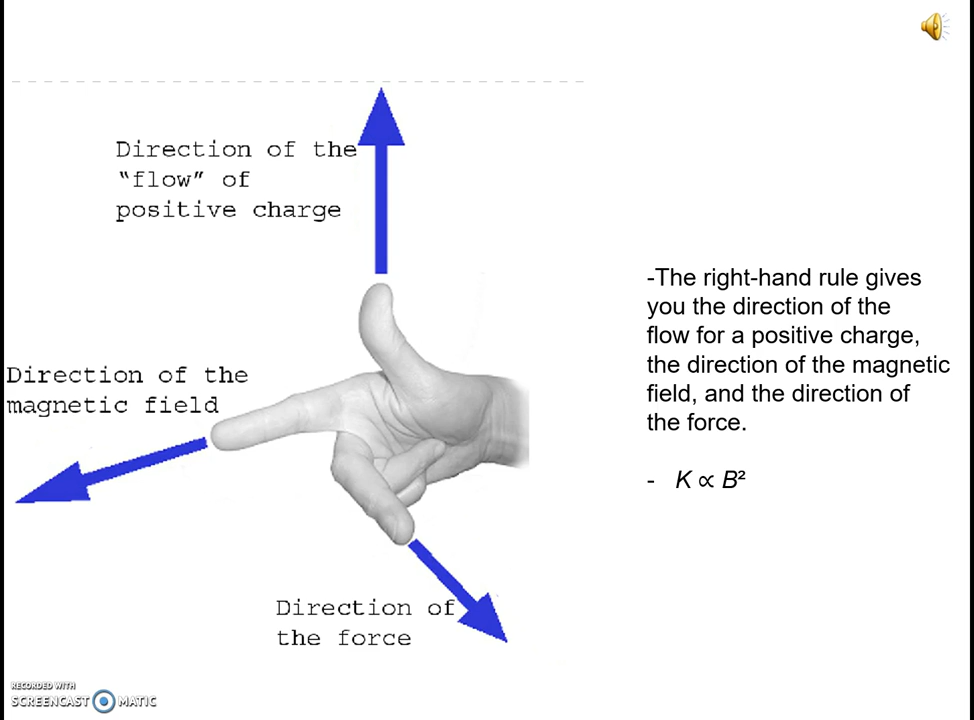 Direction of the
“flow” of
positive charge
Direction of the
magnetic field
Direction of
the force
-The right-hand rule gives
you the direction of the
flow for a positive charge,
the direction of the magnetic
field, and the direction of
the force.
- K ∝ B²
RECORDED WITH
SCREENCAST MATIC